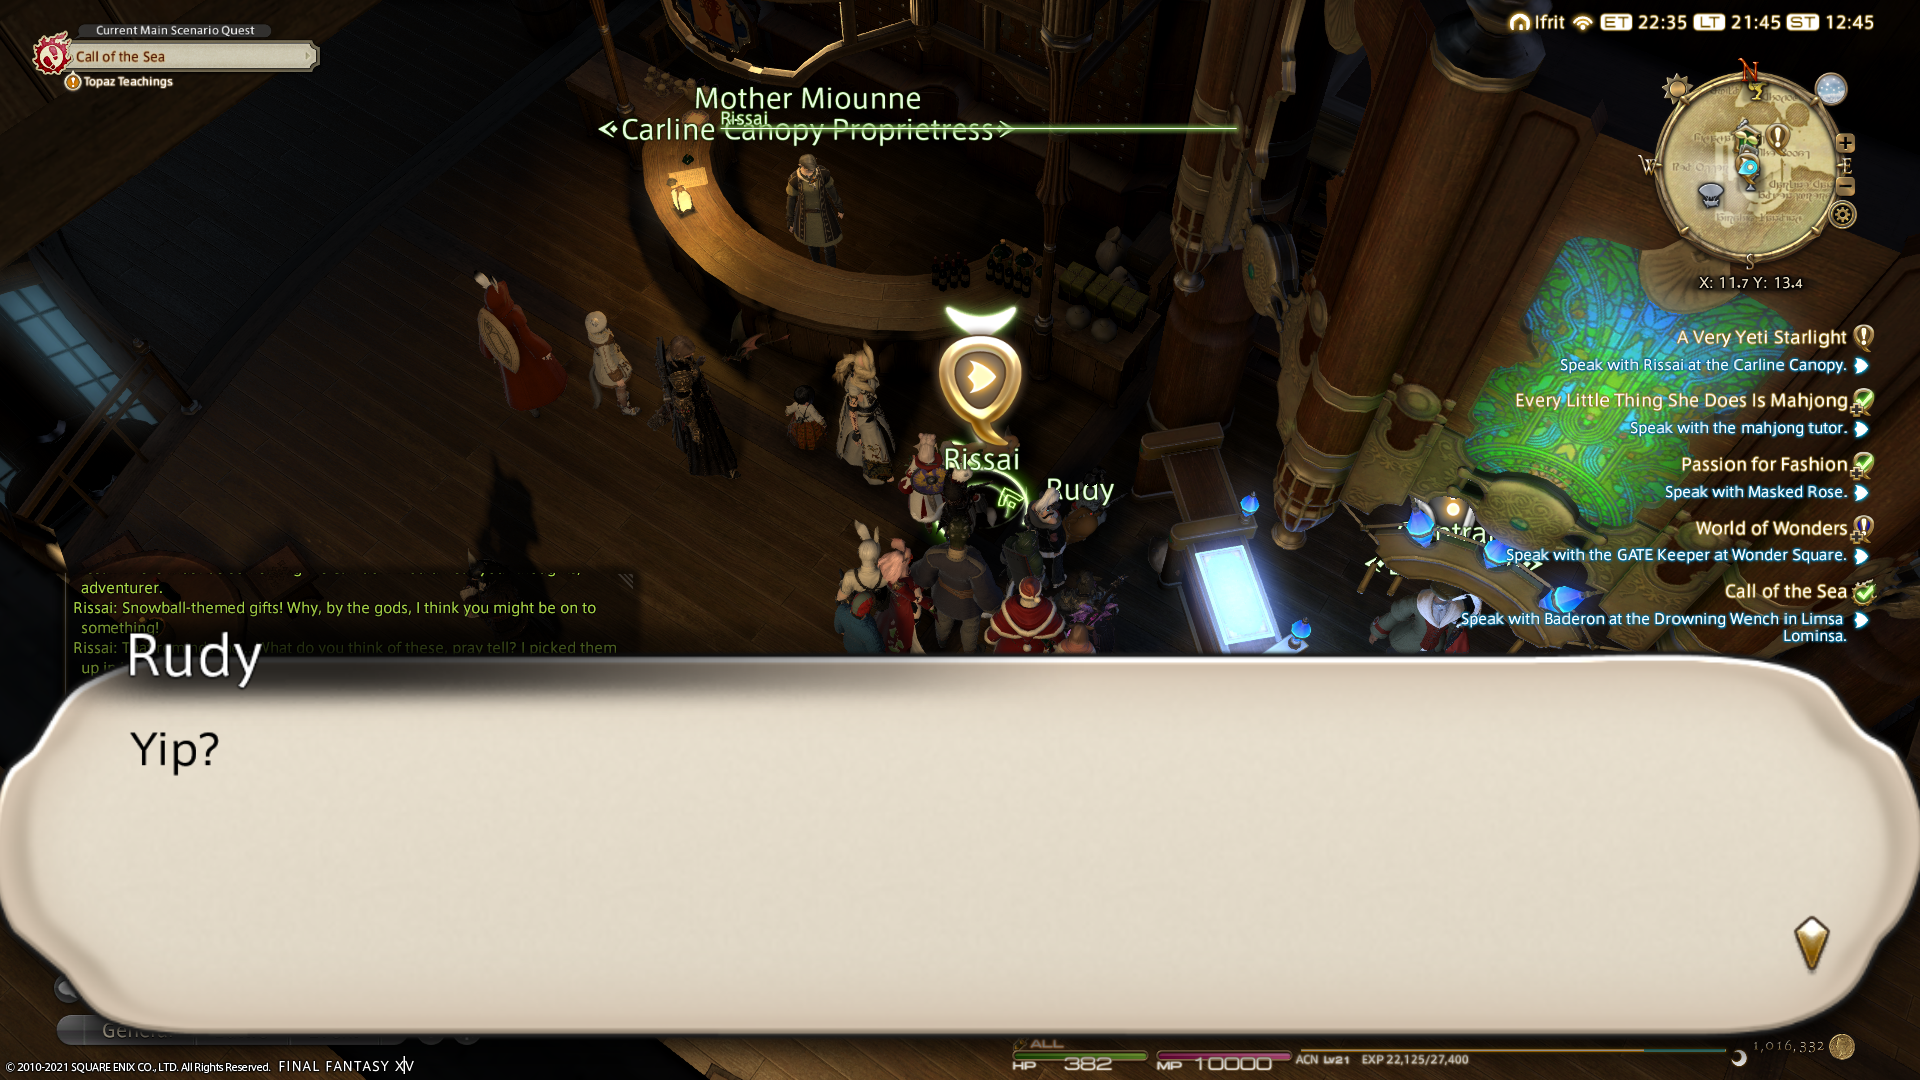 Current Main Scenario Quest
Call of the Sea
Topaz Teachings
Ifrit ET 22:35 LT 21:45 ST 12:45
N
W
E
S
X: 11.7 Y: 13.4
Mother Miounne
Rissai
Carline Canopy Proprietress
A Very Yeti Starlight
Speak with Rissai at the Carline Canopy.
Every Little Thing She Does Is Mahjong
Speak with the mahjong tutor.
Passion for Fashion
Speak with Masked Rose.
World of Wonders
Speak with the GATE Keeper at Wonder Square.
Call of the Sea
Speak with Baderon at the Drowning Wench in Limsa
Lominsa.
Rissai
Rudy
adventurer.
Rissai: Snowball-themed gifts! Why, by the gods, I think you might be on to
something!
Rissai: What do you think of these, pray tell? I picked them
up in
Rudy
Yip?
ALL
HP 382 MP 10000 ACN Lv21 EXP 22,125/27,400
1,016,332
© 2010-2021 SQUARE ENIX CO., LTD. All Rights Reserved. FINAL FANTASY XIV